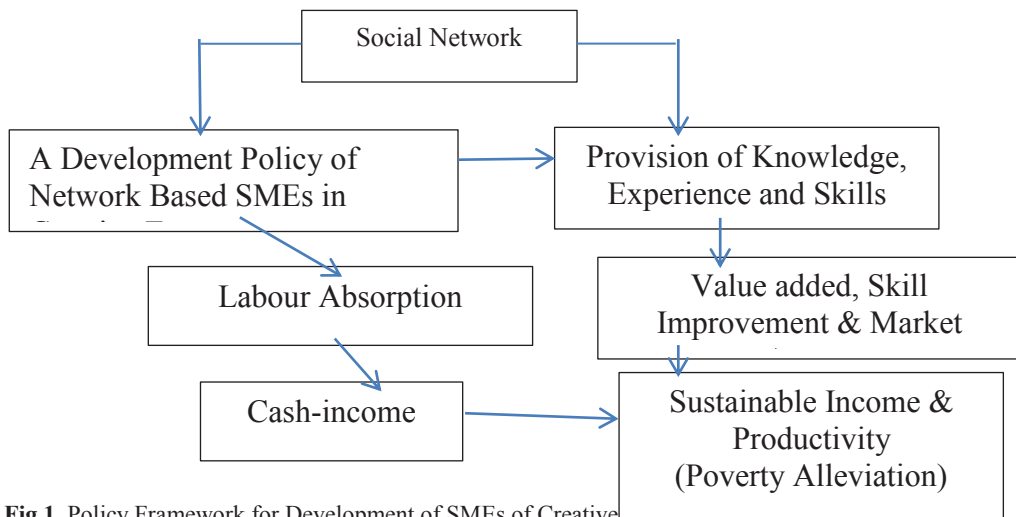 Social Network
A Development Policy of
Network Based SMEs in
Provision of Knowledge,
Experience and Skills
Labour Absorption
Value added, Skill
Improvement & Market
Cash-income
Sustainable Income &
Productivity
(Poverty Alleviation)
Fig 1. Policy Framework for Development of SMEs of Creative